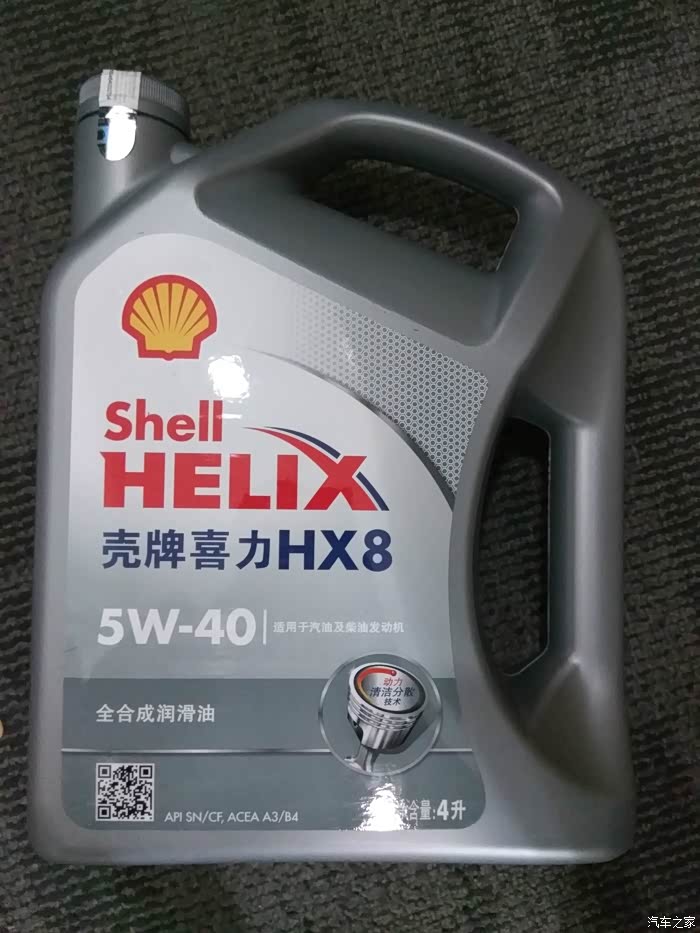 Shell
HELIX
壳牌喜力HX8
5W-40
适用于汽油及柴油发动机
动力
清洁分散
技术
全合成润滑油
API SN/CF, ACEA A3/B4
含量:4升
汽车之家